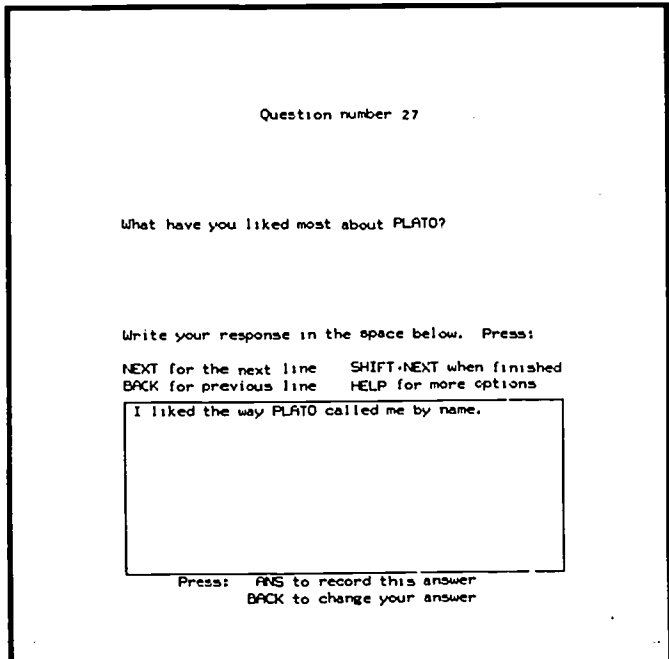 Question number 27
What have you liked most about PLATO?
Write your response in the space below. Press:
NEXT for the next line SHIFT-NEXT when finished
BACK for previous line HELP for more options
I liked the way PLATO called me by name.
Press: ANS to record this answer
BACK to change your answer